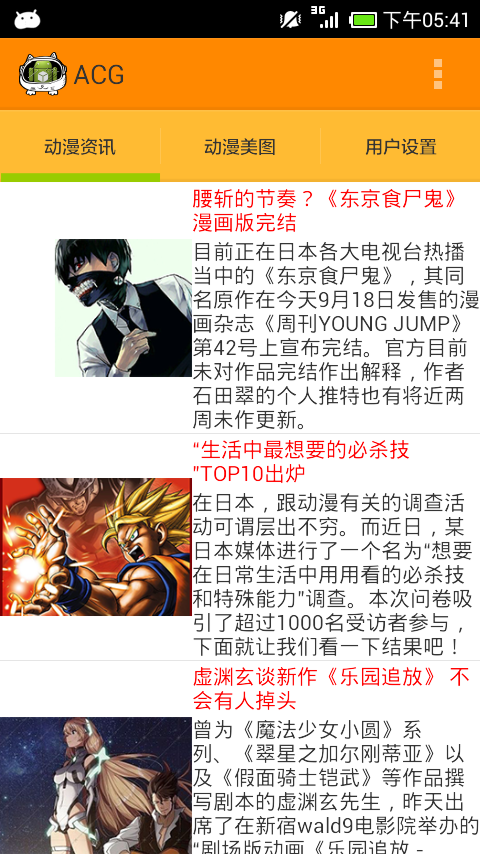 3G
下午05:41
ACG
动漫资讯
动漫美图
用户设置
腰斩的节奏？《东京食尸鬼》
漫画版完结
目前正在日本各大电视台热播
当中的《东京食尸鬼》，其同
名原作在今天9月18日发售的漫
画杂志《周刊YOUNG JUMP》
第42号上宣布完结。官方目前
未对作品完结作出解释，作者
石田翠的个人推特也有将近两
周未作更新。
“生活中最想要的必杀技
”TOP10出炉
在日本，跟动漫有关的调查活
动可谓层出不穷。而近日，某
日本媒体进行了一个名为“想要
在日常生活中用用看的必杀技
和特殊能力”调查。本次问卷吸
引了超过1000名受访者参与，
下面就让我们看一下结果吧！
虚渊玄谈新作《乐园追放》 不
会有人掉头
曾为《魔法少女小圆》系
列、《翠星之加尔刚蒂亚》以
及《假面骑士铠武》等作品撰
写剧本的虚渊玄先生，昨天出
席了在新宿wald9电影院举办的
“剧场版动画《乐园追放 -